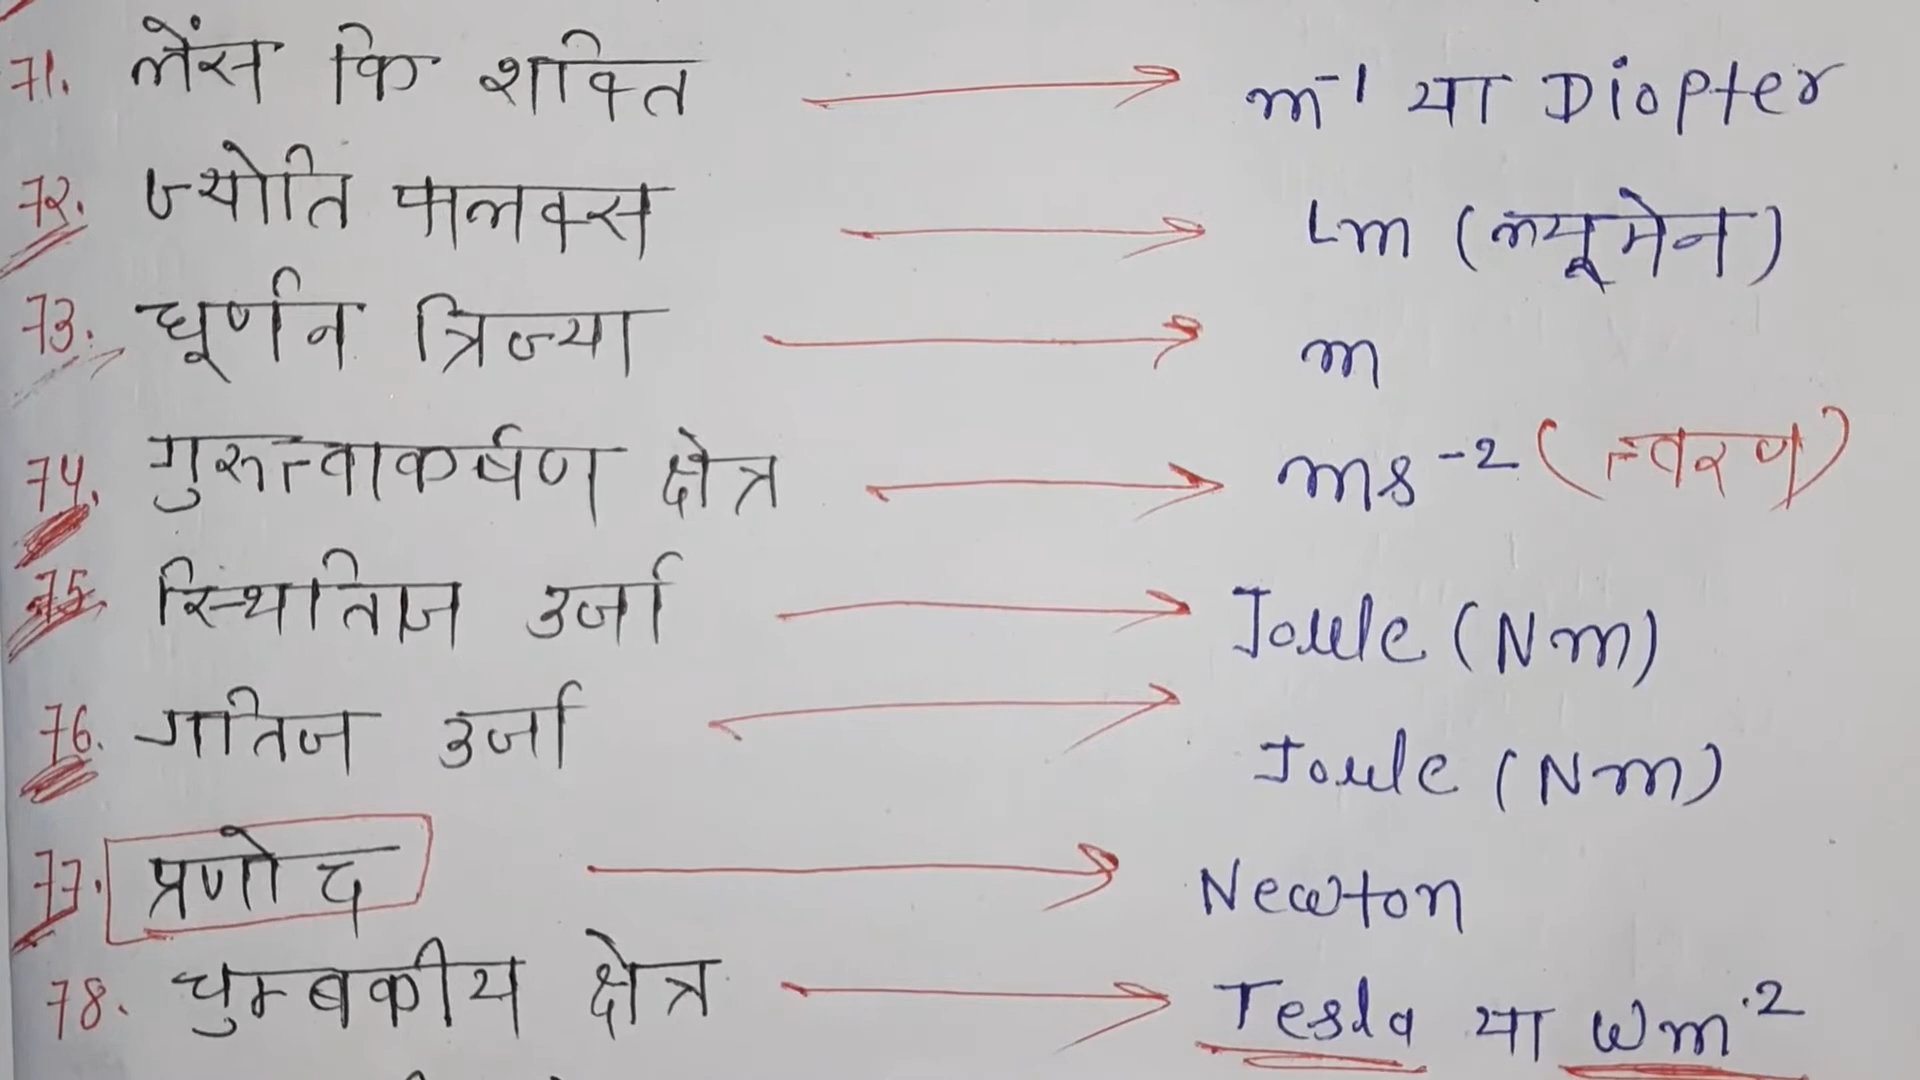 71. लेंस कि शक्ति → m⁻¹ या Diopter
72. ज्योति फ्लक्स → Lm (ल्यूमेन)
73. घूर्णन त्रिज्या → m
74. गुरुत्वाकर्षण क्षेत्र → ms⁻² (त्वरण)
75. स्थितिज उर्जा → Joule (Nm)
76. गतिज उर्जा → Joule (Nm)
77. प्रणोद → Newton
78. चुम्बकीय क्षेत्र → Tesla या Wm⁻²